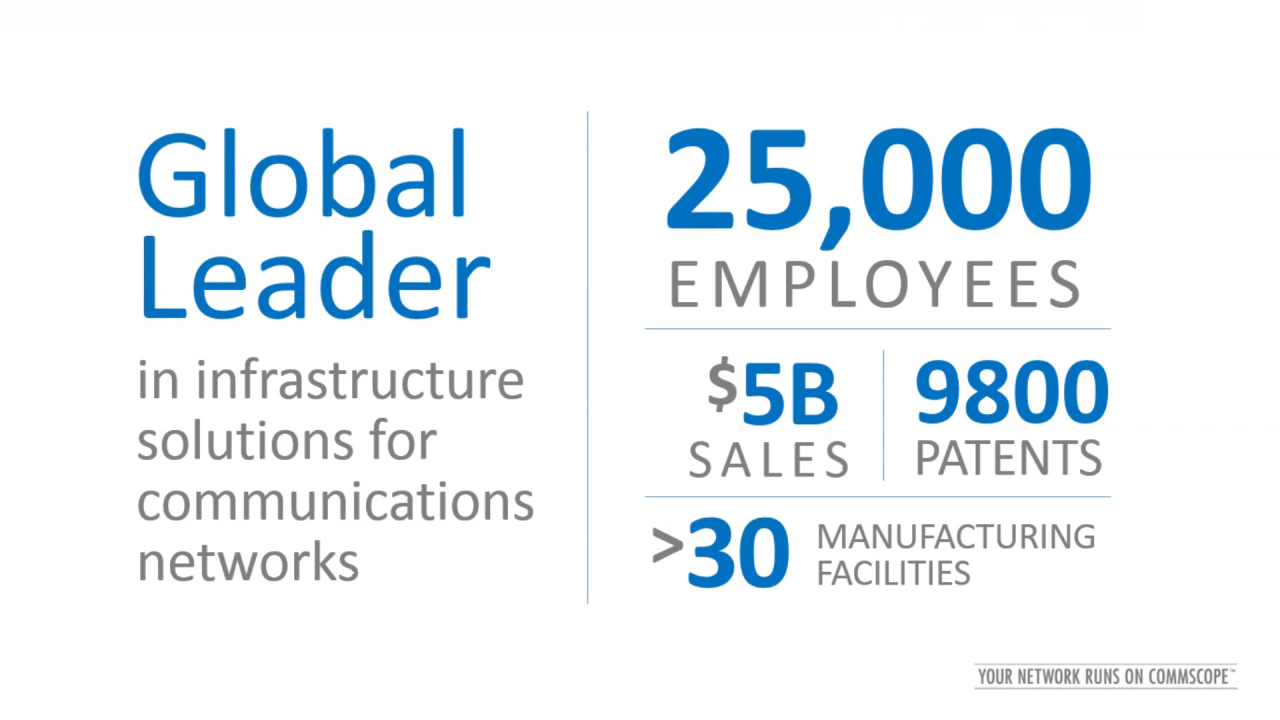 Global
Leader
in infrastructure
solutions for
communications
networks
25,000
EMPLOYEES
$5B
SALES
9800
PATENTS
>30
MANUFACTURING
FACILITIES
YOUR NETWORK RUNS ON COMMSCOPE™